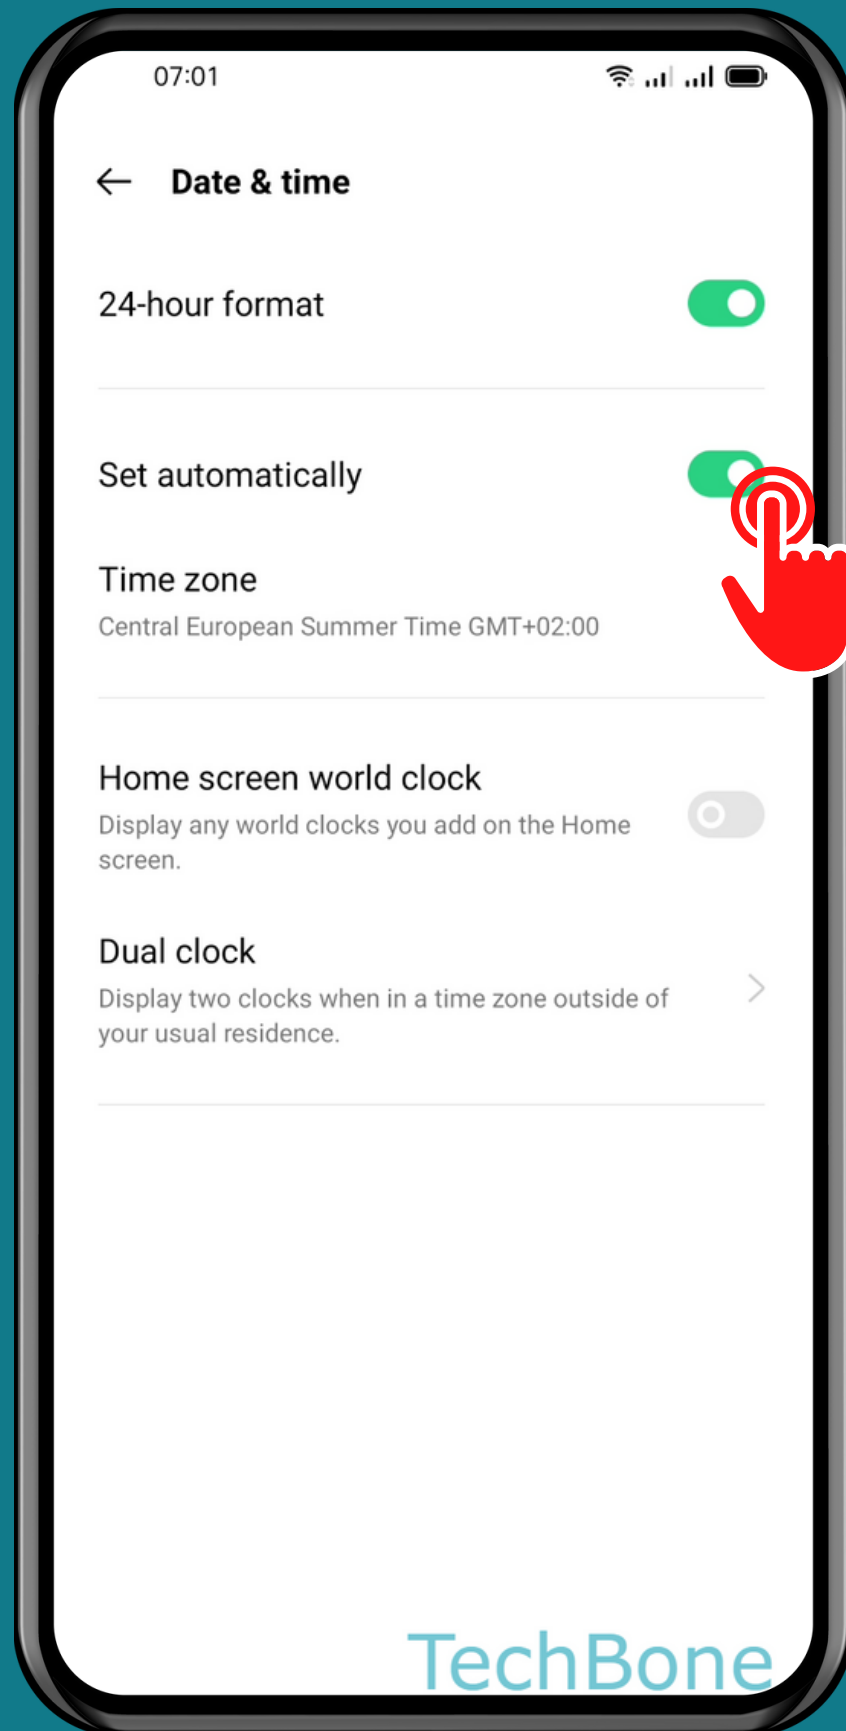 07:01
Date & time
24-hour format
Set automatically
Time zone
Central European Summer Time GMT+02:00
Home screen world clock
Display any world clocks you add on the Home
screen.
Dual clock
Display two clocks when in a time zone outside of
your usual residence.
TechBone